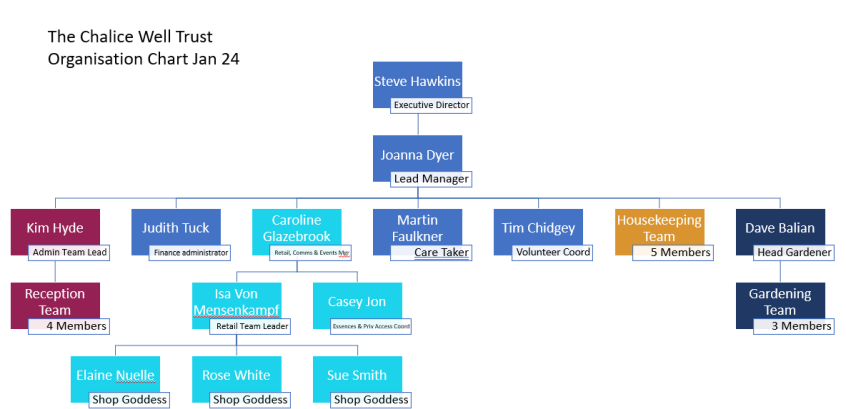 The Chalice Well Trust
Organisation Chart Jan 24
Steve Hawkins
Executive Director
Joanna Dyer
Lead Manager
Kim Hyde
Admin Team Lead
Judith Tuck
Finance administrator
Caroline
Glazebrook
Retail, Comms & Events Mgr
Martin
Faulkner
Care Taker
Tim Chidgey
Volunteer Coord
Housekeeping
Team
5 Members
Dave Balian
Head Gardener
Reception
Team
4 Members
Isa Von
Mensenkampf
Retail Team Leader
Casey Jon
Essences & Priv Access Coord
Gardening
Team
3 Members
Elaine Nuelle
Shop Goddess
Rose White
Shop Goddess
Sue Smith
Shop Goddess